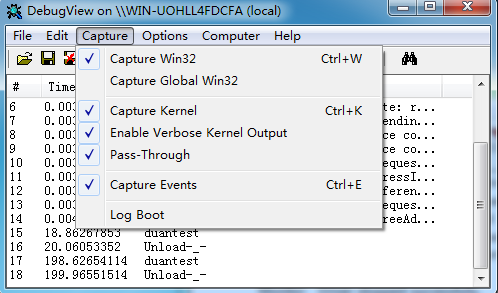 DebugView on \\WIN-UOHLL4FDCFA (local)
File Edit Capture Options Computer Help
Capture Win32 Ctrl+W
Capture Global Win32
Capture Kernel Ctrl+K
Enable Verbose Kernel Output
Pass-Through
Capture Events Ctrl+E
Log Boot
# Time
6 0.003 te: r...
7 0.003 endin...
8 0.003 ce co...
9 0.003 ce co...
10 0.003 eques...
11 0.003 ressI...
12 0.003 feren...
13 0.003 eques...
14 0.004 reeAd...
15 18.86267853 duantest
16 20.06053352 Unload-_-
17 198.62654114 duantest
18 199.96551514 Unload-_-